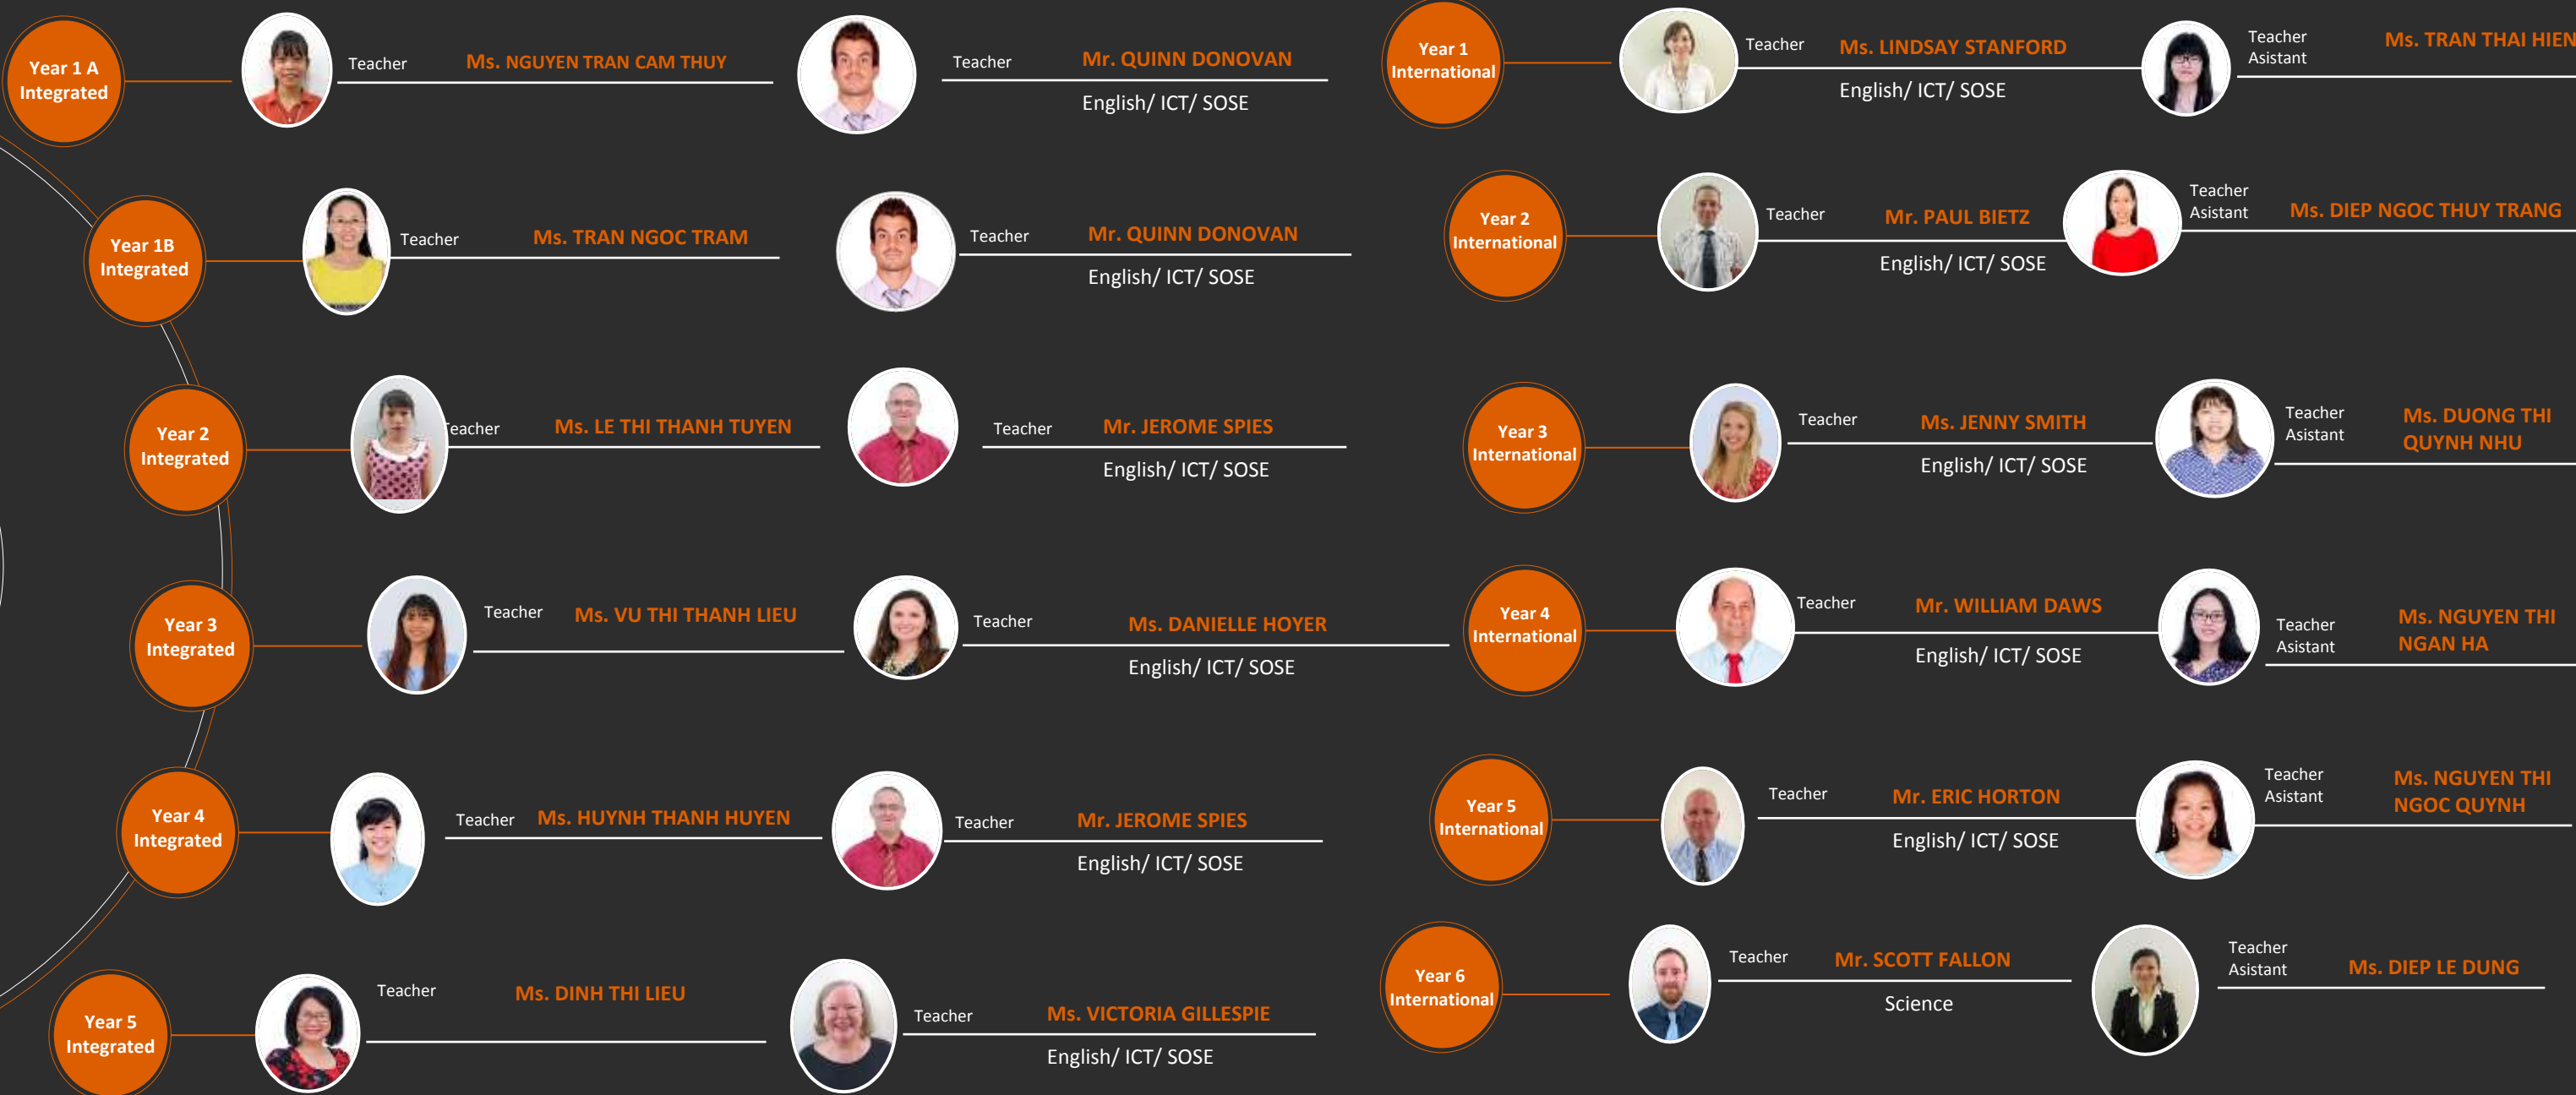 Year 1 A
Integrated
Teacher
Ms. NGUYEN TRAN CAM THUY
Teacher
Mr. QUINN DONOVAN
English/ ICT/ SOSE
Year 1
International
Teacher
Ms. LINDSAY STANFORD
English/ ICT/ SOSE
Teacher
Asistant
Ms. TRAN THAI HIEN
Year 1B
Integrated
Teacher
Ms. TRAN NGOC TRAM
Teacher
Mr. QUINN DONOVAN
English/ ICT/ SOSE
Year 2
International
Teacher
Mr. PAUL BIETZ
English/ ICT/ SOSE
Teacher
Asistant
Ms. DIEP NGOC THUY TRANG
Year 2
Integrated
Teacher
Ms. LE THI THANH TUYEN
Teacher
Mr. JEROME SPIES
English/ ICT/ SOSE
Year 3
International
Teacher
Ms. JENNY SMITH
English/ ICT/ SOSE
Teacher
Asistant
Ms. DUONG THI
QUYNH NHU
Year 3
Integrated
Teacher
Ms. VU THI THANH LIEU
Teacher
Ms. DANIELLE HOYER
English/ ICT/ SOSE
Year 4
International
Teacher
Mr. WILLIAM DAWS
English/ ICT/ SOSE
Teacher
Asistant
Ms. NGUYEN THI
NGAN HA
Year 4
Integrated
Teacher
Ms. HUYNH THANH HUYEN
Teacher
Mr. JEROME SPIES
English/ ICT/ SOSE
Year 5
International
Teacher
Mr. ERIC HORTON
English/ ICT/ SOSE
Teacher
Asistant
Ms. NGUYEN THI
NGOC QUYNH
Year 5
Integrated
Teacher
Ms. DINH THI LIEU
Teacher
Ms. VICTORIA GILLESPIE
English/ ICT/ SOSE
Year 6
International
Teacher
Mr. SCOTT FALLON
Science
Teacher
Asistant
Ms. DIEP LE DUNG